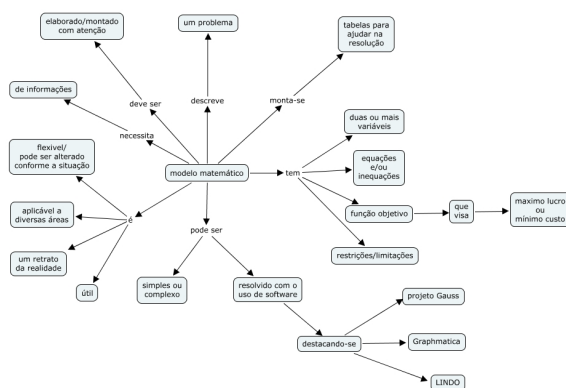 elaborado/montado
com atenção
um problema
tabelas para
ajudar na
resolução
de informações
deve ser
descreve
monta-se
necessita
duas ou mais
variáveis
flexivel/
pode ser alterado
conforme a situação
modelo matemático
tem
equações
e/ou
inequações
função objetivo
que
visa
maximo lucro
ou
mínimo custo
aplicável a
diversas áreas
é
pode ser
restrições/limitações
um retrato
da realidade
útil
simples ou
complexo
resolvido com o
uso de software
projeto Gauss
destacando-se
Graphmatica
LINDO